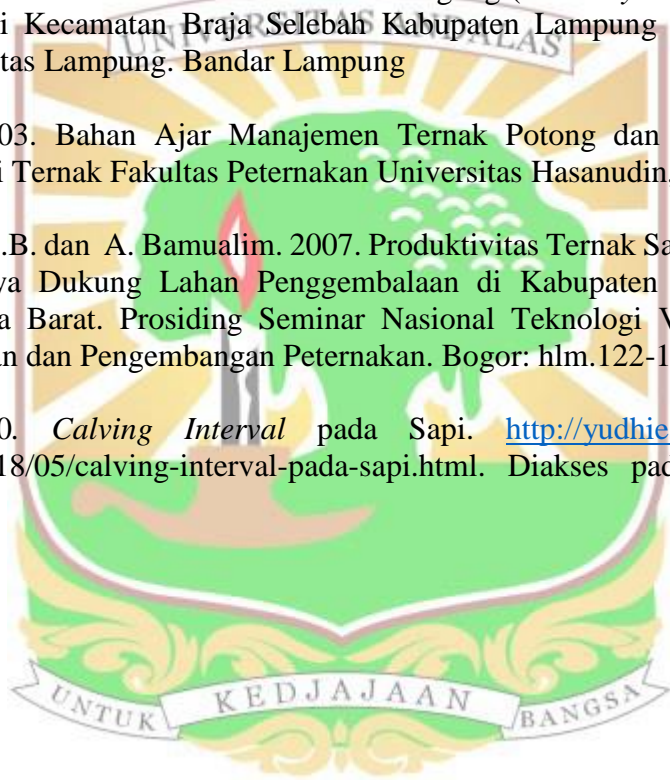 i Kecamatan Braja Selebah Kabupaten Lampung
UNIVERSITAS ANDALAS
tas Lampung. Bandar Lampung
03. Bahan Ajar Manajemen Ternak Potong dan
i Ternak Fakultas Peternakan Universitas Hasanudin.
.B. dan A. Bamualim. 2007. Produktivitas Ternak Sa
ya Dukung Lahan Penggembalaan di Kabupaten
a Barat. Prosiding Seminar Nasional Teknologi V
an dan Pengembangan Peternakan. Bogor: hlm.122-1
0. Calving Interval pada Sapi. http://yudhie.
18/05/calving-interval-pada-sapi.html. Diakses pad
UNTUK KEDJAJAAN BANGSA